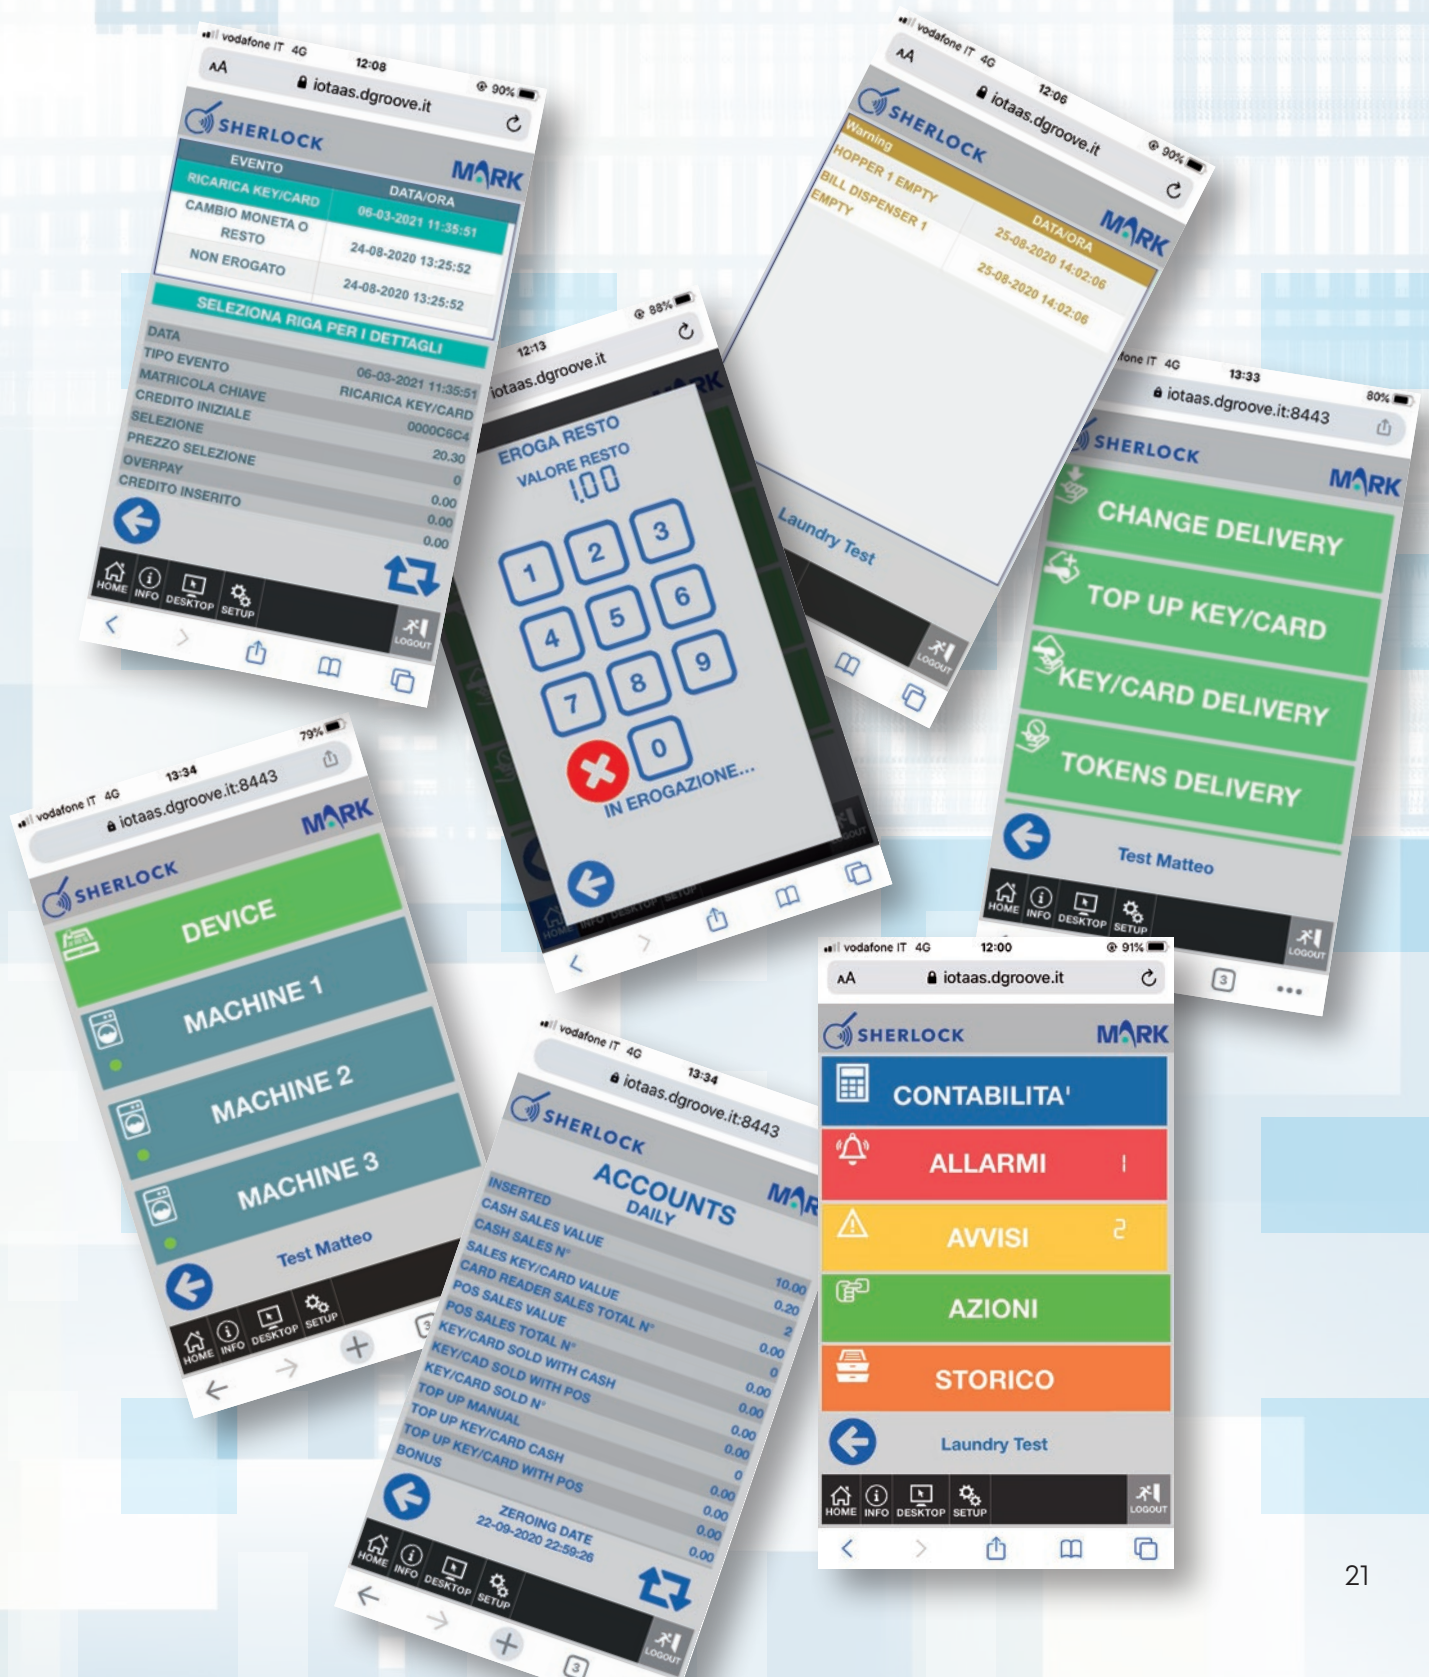 vodafone IT 4G
12:08
90%
AA
iotaas.dgroove.it
SHERLOCK
MARK
EVENTO
DATA/ORA
RICARICA KEY/CARD
06-03-2021 11:35:51
CAMBIO MONETA O
RESTO
24-08-2020 13:25:52
NON EROGATO
24-08-2020 13:25:52
SELEZIONA RIGA PER I DETTAGLI
DATA
06-03-2021 11:35:51
TIPO EVENTO
RICARICA KEY/CARD
MATRICOLA CHIAVE
0000C6C4
CREDITO INIZIALE
20.30
SELEZIONE
0
PREZZO SELEZIONE
0.00
OVERPAY
0.00
CREDITO INSERITO
0.00
HOME
INFO
DESKTOP
SETUP
LOGOUT
vodafone IT 4G
12:06
90%
AA
iotaas.dgroove.it
SHERLOCK
MARK
Warning
DATA/ORA
HOPPER 1 EMPTY
25-08-2020 14:02:06
BILL DISPENSER 1
EMPTY
25-08-2020 14:02:06
Laundry Test
LOGOUT
12:13
88%
iotaas.dgroove.it
EROGA RESTO
VALORE RESTO
1.00
1
2
3
4
5
6
7
8
9
0
IN EROGAZIONE...
HOME
INFO
DESKTOP
SETUP
LOGOUT
fone IT 4G
13:33
80%
iotaas.dgroove.it:8443
SHERLOCK
MARK
CHANGE DELIVERY
TOP UP KEY/CARD
KEY/CARD DELIVERY
TOKENS DELIVERY
Test Matteo
HOME
INFO
DESKTOP
SETUP
LOGOUT
3
vodafone IT 4G
13:34
79%
iotaas.dgroove.it:8443
SHERLOCK
MARK
DEVICE
MACHINE 1
MACHINE 2
MACHINE 3
Test Matteo
HOME
INFO
DESKTOP
SETUP
3
vodafone IT 4G
13:34
iotaas.dgroove.it:8443
SHERLOCK
MAR
ACCOUNTS
DAILY
INSERTED
10.00
CASH SALES VALUE
0.20
CASH SALES N°
2
SALES KEY/CARD VALUE
0.00
CARD READER SALES TOTAL N°
0
POS SALES VALUE
0.00
POS SALES TOTAL N°
0.00
KEY/CARD SOLD WITH CASH
0.00
KEY/CAD SOLD WITH POS
0.00
KEY/CARD SOLD N°
0
TOP UP MANUAL
0.00
TOP UP KEY/CARD CASH
0.00
TOP UP KEY/CARD WITH POS
0.00
BONUS
0.00
ZEROING DATE
22-09-2020 22:59:26
HOME
INFO
DESKTOP
SETUP
LOGOUT
3
vodafone IT 4G
12:00
91%
AA
iotaas.dgroove.it
SHERLOCK
MARK
CONTABILITA'
ALLARMI 1
AVVISI 2
AZIONI
STORICO
Laundry Test
HOME
INFO
DESKTOP
SETUP
LOGOUT
21